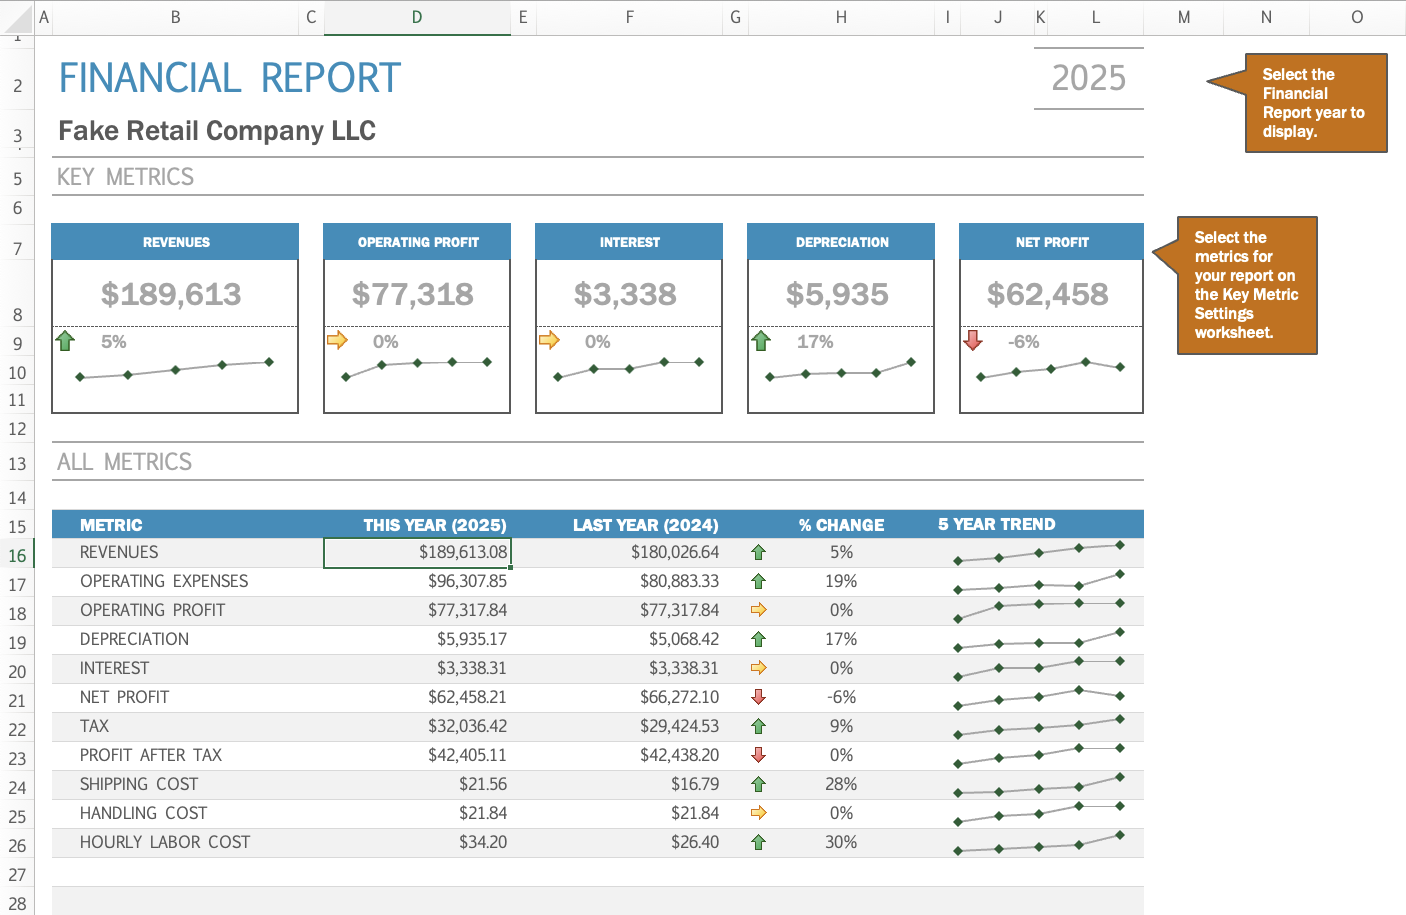 A B C D E F G H I J K L M N O
1
2 FINANCIAL REPORT 2025
Select the
Financial
Report year to
display.
3 Fake Retail Company LLC
5 KEY METRICS
6
7 REVENUES OPERATING PROFIT INTEREST DEPRECIATION NET PROFIT
Select the
metrics for
your report on
the Key Metric
Settings
worksheet.
8 $189,613 $77,318 $3,338 $5,935 $62,458
9 5% 0% 0% 17% -6%
10
11
12
13 ALL METRICS
14
15 METRIC THIS YEAR (2025) LAST YEAR (2024) % CHANGE 5 YEAR TREND
16 REVENUES $189,613.08 $180,026.64 5%
17 OPERATING EXPENSES $96,307.85 $80,883.33 19%
18 OPERATING PROFIT $77,317.84 $77,317.84 0%
19 DEPRECIATION $5,935.17 $5,068.42 17%
20 INTEREST $3,338.31 $3,338.31 0%
21 NET PROFIT $62,458.21 $66,272.10 -6%
22 TAX $32,036.42 $29,424.53 9%
23 PROFIT AFTER TAX $42,405.11 $42,438.20 0%
24 SHIPPING COST $21.56 $16.79 28%
25 HANDLING COST $21.84 $21.84 0%
26 HOURLY LABOR COST $34.20 $26.40 30%
27
28